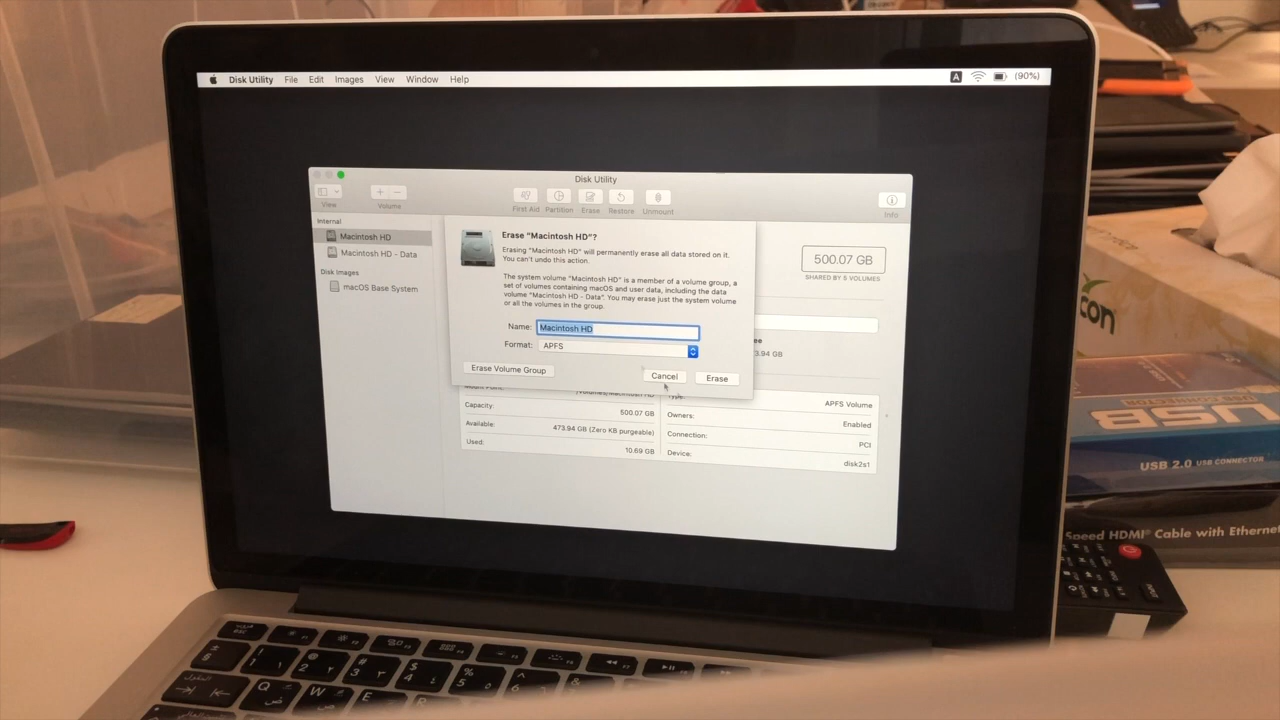 Disk Utility File Edit Images View Window Help
A (90%)
Disk Utility
View
Volume
First Aid Partition Erase Restore Unmount
Info
Internal
Macintosh HD
Macintosh HD - Data
Disk Images
macOS Base System
Erase “Macintosh HD”?
Erasing “Macintosh HD” will permanently erase all data stored on it.
You can't undo this action.
The system volume “Macintosh HD” is a member of a volume group, a
set of volumes containing macOS and user data, including the data
volume “Macintosh HD - Data”. You may erase just the system volume
or all the volumes in the group.
Name: Macintosh HD
Format: APFS
Erase Volume Group
Cancel
Erase
500.07 GB
SHARED BY 5 VOLUMES
3.94 GB
Capacity: 500.07 GB
Available: 473.94 GB (Zero KB purgeable)
Used: 10.69 GB
Type: APFS Volume
Owners: Enabled
Connection: PCI
Device: disk2s1
con
USB
USB 2.0 USB CONNECTOR
Speed HDMI® Cable with Ethernet
Q W E